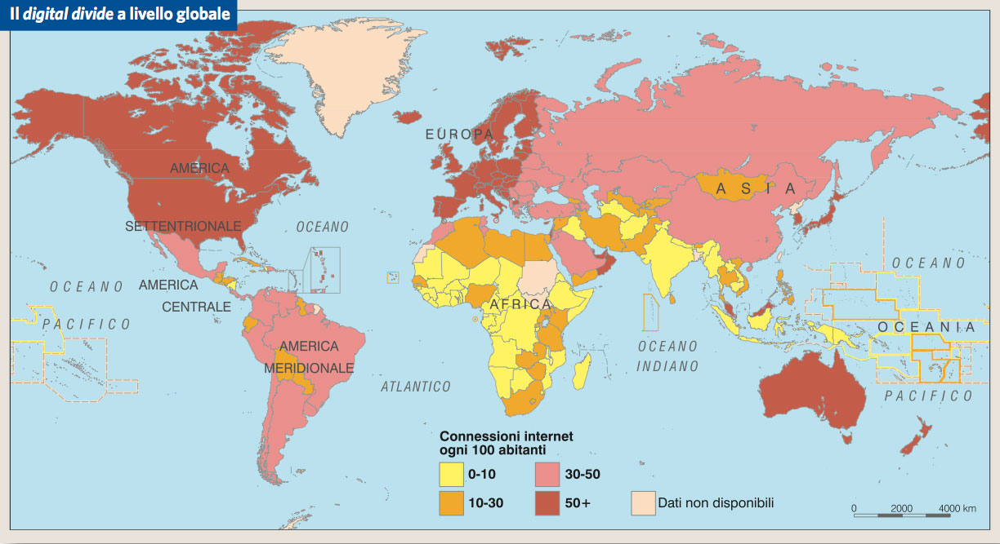 Il digital divide a livello globale
EUROPA
AMERICA
ASIA
SETTENTRIONALE
OCEANO
OCEANO
OCEANO
AMERICA
AFRICA
CENTRALE
PACIFICO
OCEANIA
AMERICA
OCEANO
MERIDIONALE
INDIANO
ATLANTICO
PACIFICO
Connessioni internet
ogni 100 abitanti
0-10
30-50
10-30
50+
Dati non disponibili
0 2000 4000 km